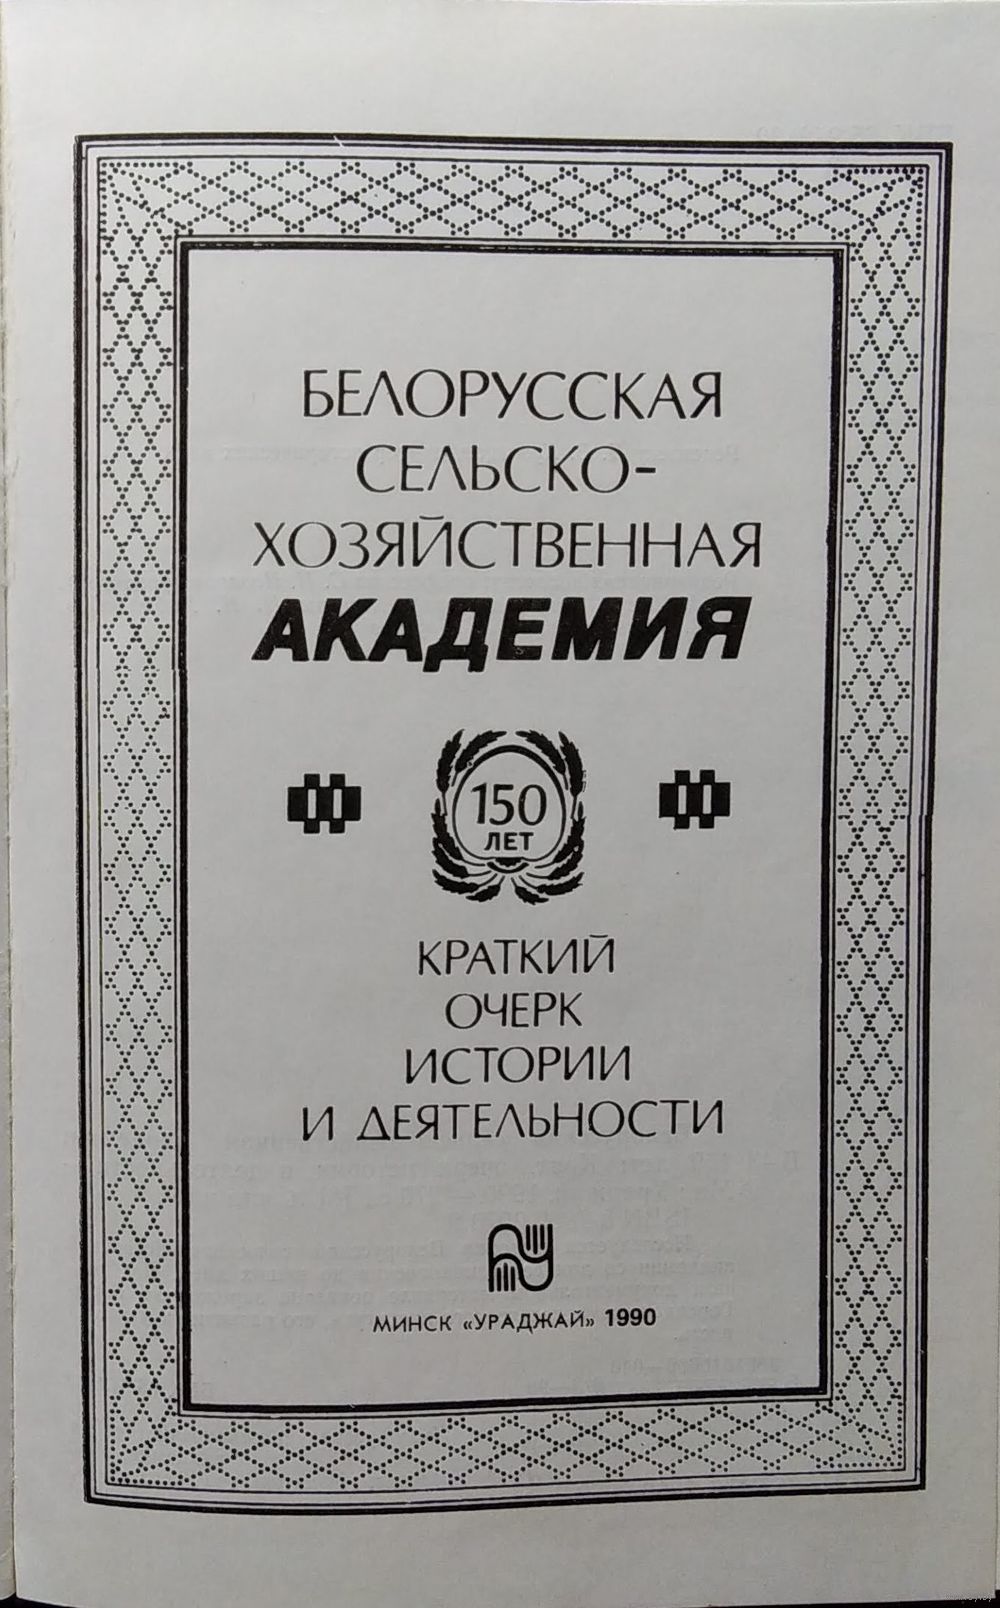 БЕЛОРУССКАЯ
СЕЛЬСКО-
ХОЗЯЙСТВЕННАЯ
АКАДЕМИЯ
150
ЛЕТ
КРАТКИЙ
ОЧЕРК
ИСТОРИИ
И ДЕЯТЕЛЬНОСТИ
МИНСК «УРАДЖАЙ» 1990